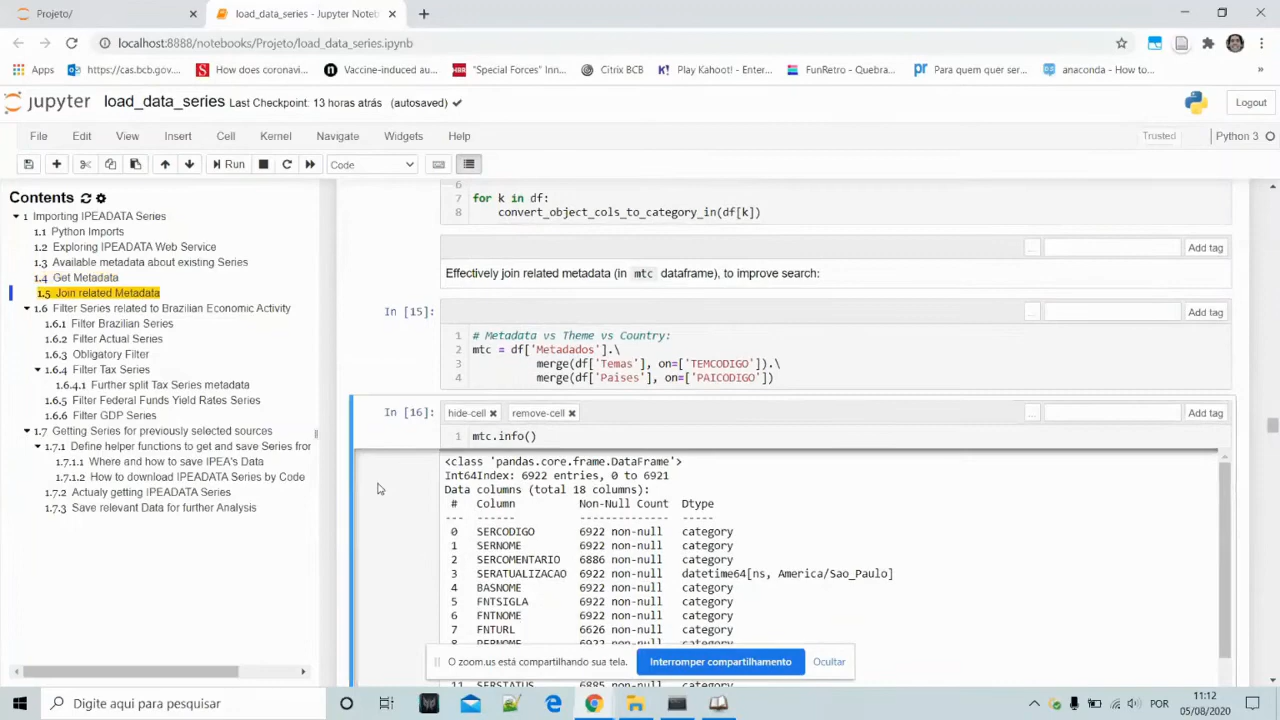 Projeto/
load_data_series - Jupyter Noteb
localhost:8888/notebooks/Projeto/load_data_series.ipynb
Apps
https://cas.bcb.gov.br...
How does coronavi...
Vaccine-induced au...
"Special Forces" Inn...
Citrix BCB
Play Kahoot! - Enter...
FunRetro - Quebra...
Para quem quer ser...
anaconda - How to...
»
jupyter load_data_series Last Checkpoint: 13 horas atrás (autosaved)
Logout
File Edit View Insert Cell Kernel Navigate Widgets Help
Trusted
Python 3
Run
Code
Contents
1 Importing IPEADATA Series
1.1 Python Imports
1.2 Exploring IPEADATA Web Service
1.3 Available metadata about existing Series
1.4 Get Metadata
1.5 Join related Metadata
1.6 Filter Series related to Brazilian Economic Activity
1.6.1 Filter Brazilian Series
1.6.2 Filter Actual Series
1.6.3 Obligatory Filter
1.6.4 Filter Tax Series
1.6.4.1 Further split Tax Series metadata
1.6.5 Filter Federal Funds Yield Rates Series
1.6.6 Filter GDP Series
1.7 Getting Series for previously selected sources
1.7.1 Define helper functions to get and save Series fror
1.7.1.1 Where and how to save IPEA's Data
1.7.1.2 How to download IPEADATA Series by Code
1.7.2 Actualy getting IPEADATA Series
1.7.3 Save relevant Data for further Analysis
6
7 for k in df:
8 convert_object_cols_to_category_in(df[k])
... Add tag
Effectively join related metadata (in mtc dataframe), to improve search:
In [15]:
... Add tag
1 # Metadata vs Theme vs Country:
2 mtc = df['Metadados'].\
3 merge(df['Temas'], on=['TEMCODIGO']).\
4 merge(df['Paises'], on=['PAICODIGO'])
In [16]:
hide-cell x remove-cell x
... Add tag
1 mtc.info()
<class 'pandas.core.frame.DataFrame'>
Int64Index: 6922 entries, 0 to 6921
Data columns (total 18 columns):
# Column Non-Null Count Dtype
--- ------ -------------- -----
0 SERCODIGO 6922 non-null category
1 SERNOME 6922 non-null category
2 SERCOMENTARIO 6886 non-null category
3 SERATUALIZACAO 6922 non-null datetime64[ns, America/Sao_Paulo]
4 BASNOME 6922 non-null category
5 FNTSIGLA 6922 non-null category
6 FNTNOME 6922 non-null category
7 FNTURL 6626 non-null category
O zoom.us está compartilhando sua tela. Interromper compartilhamento Ocultar
11 SERSTATUS 6885 non-null category
Digite aqui para pesquisar
POR
11:12
05/08/2020